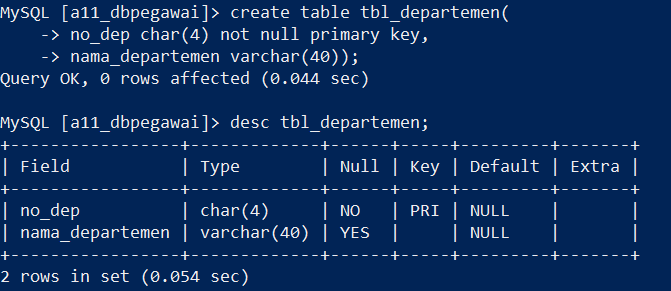 MySQL [a11_dbpegawai]> create table tbl_departemen(
    -> no_dep char(4) not null primary key,
    -> nama_departemen varchar(40));
Query OK, 0 rows affected (0.044 sec)

MySQL [a11_dbpegawai]> desc tbl_departemen;
+-----------------+-------------+------+-----+---------+-------+
| Field           | Type        | Null | Key | Default | Extra |
+-----------------+-------------+------+-----+---------+-------+
| no_dep          | char(4)     | NO   | PRI | NULL    |       |
| nama_departemen | varchar(40) | YES  |     | NULL    |       |
+-----------------+-------------+------+-----+---------+-------+
2 rows in set (0.054 sec)